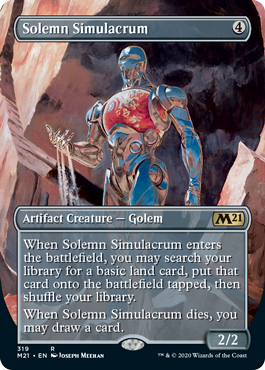 Solemn Simulacrum 4
Artifact Creature — Golem M21
When Solemn Simulacrum enters
the battlefield, you may search your
library for a basic land card, put that
card onto the battlefield tapped, then
shuffle your library.
When Solemn Simulacrum dies, you
may draw a card.
2/2
319 R
M21 • EN Joseph Meehan ™ & © 2020 Wizards of the Coast